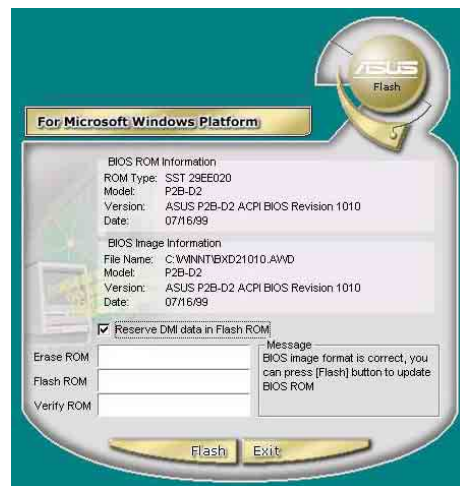 ASUS
Flash
For Microsoft Windows Platform
BIOS ROM Information
ROM Type: SST 29EE020
Model: P2B-D2
Version: ASUS P2B-D2 ACPI BIOS Revision 1010
Date: 07/16/99
BIOS Image Information
File Name: C:\WINNT\BXD21010.AWD
Model: P2B-D2
Version: ASUS P2B-D2 ACPI BIOS Revision 1010
Date: 07/16/99
Reserve DMI data in Flash ROM
Erase ROM
Flash ROM
Verify ROM
Message
BIOS image format is correct, you
can press [Flash] button to update
BIOS ROM
Flash
Exit